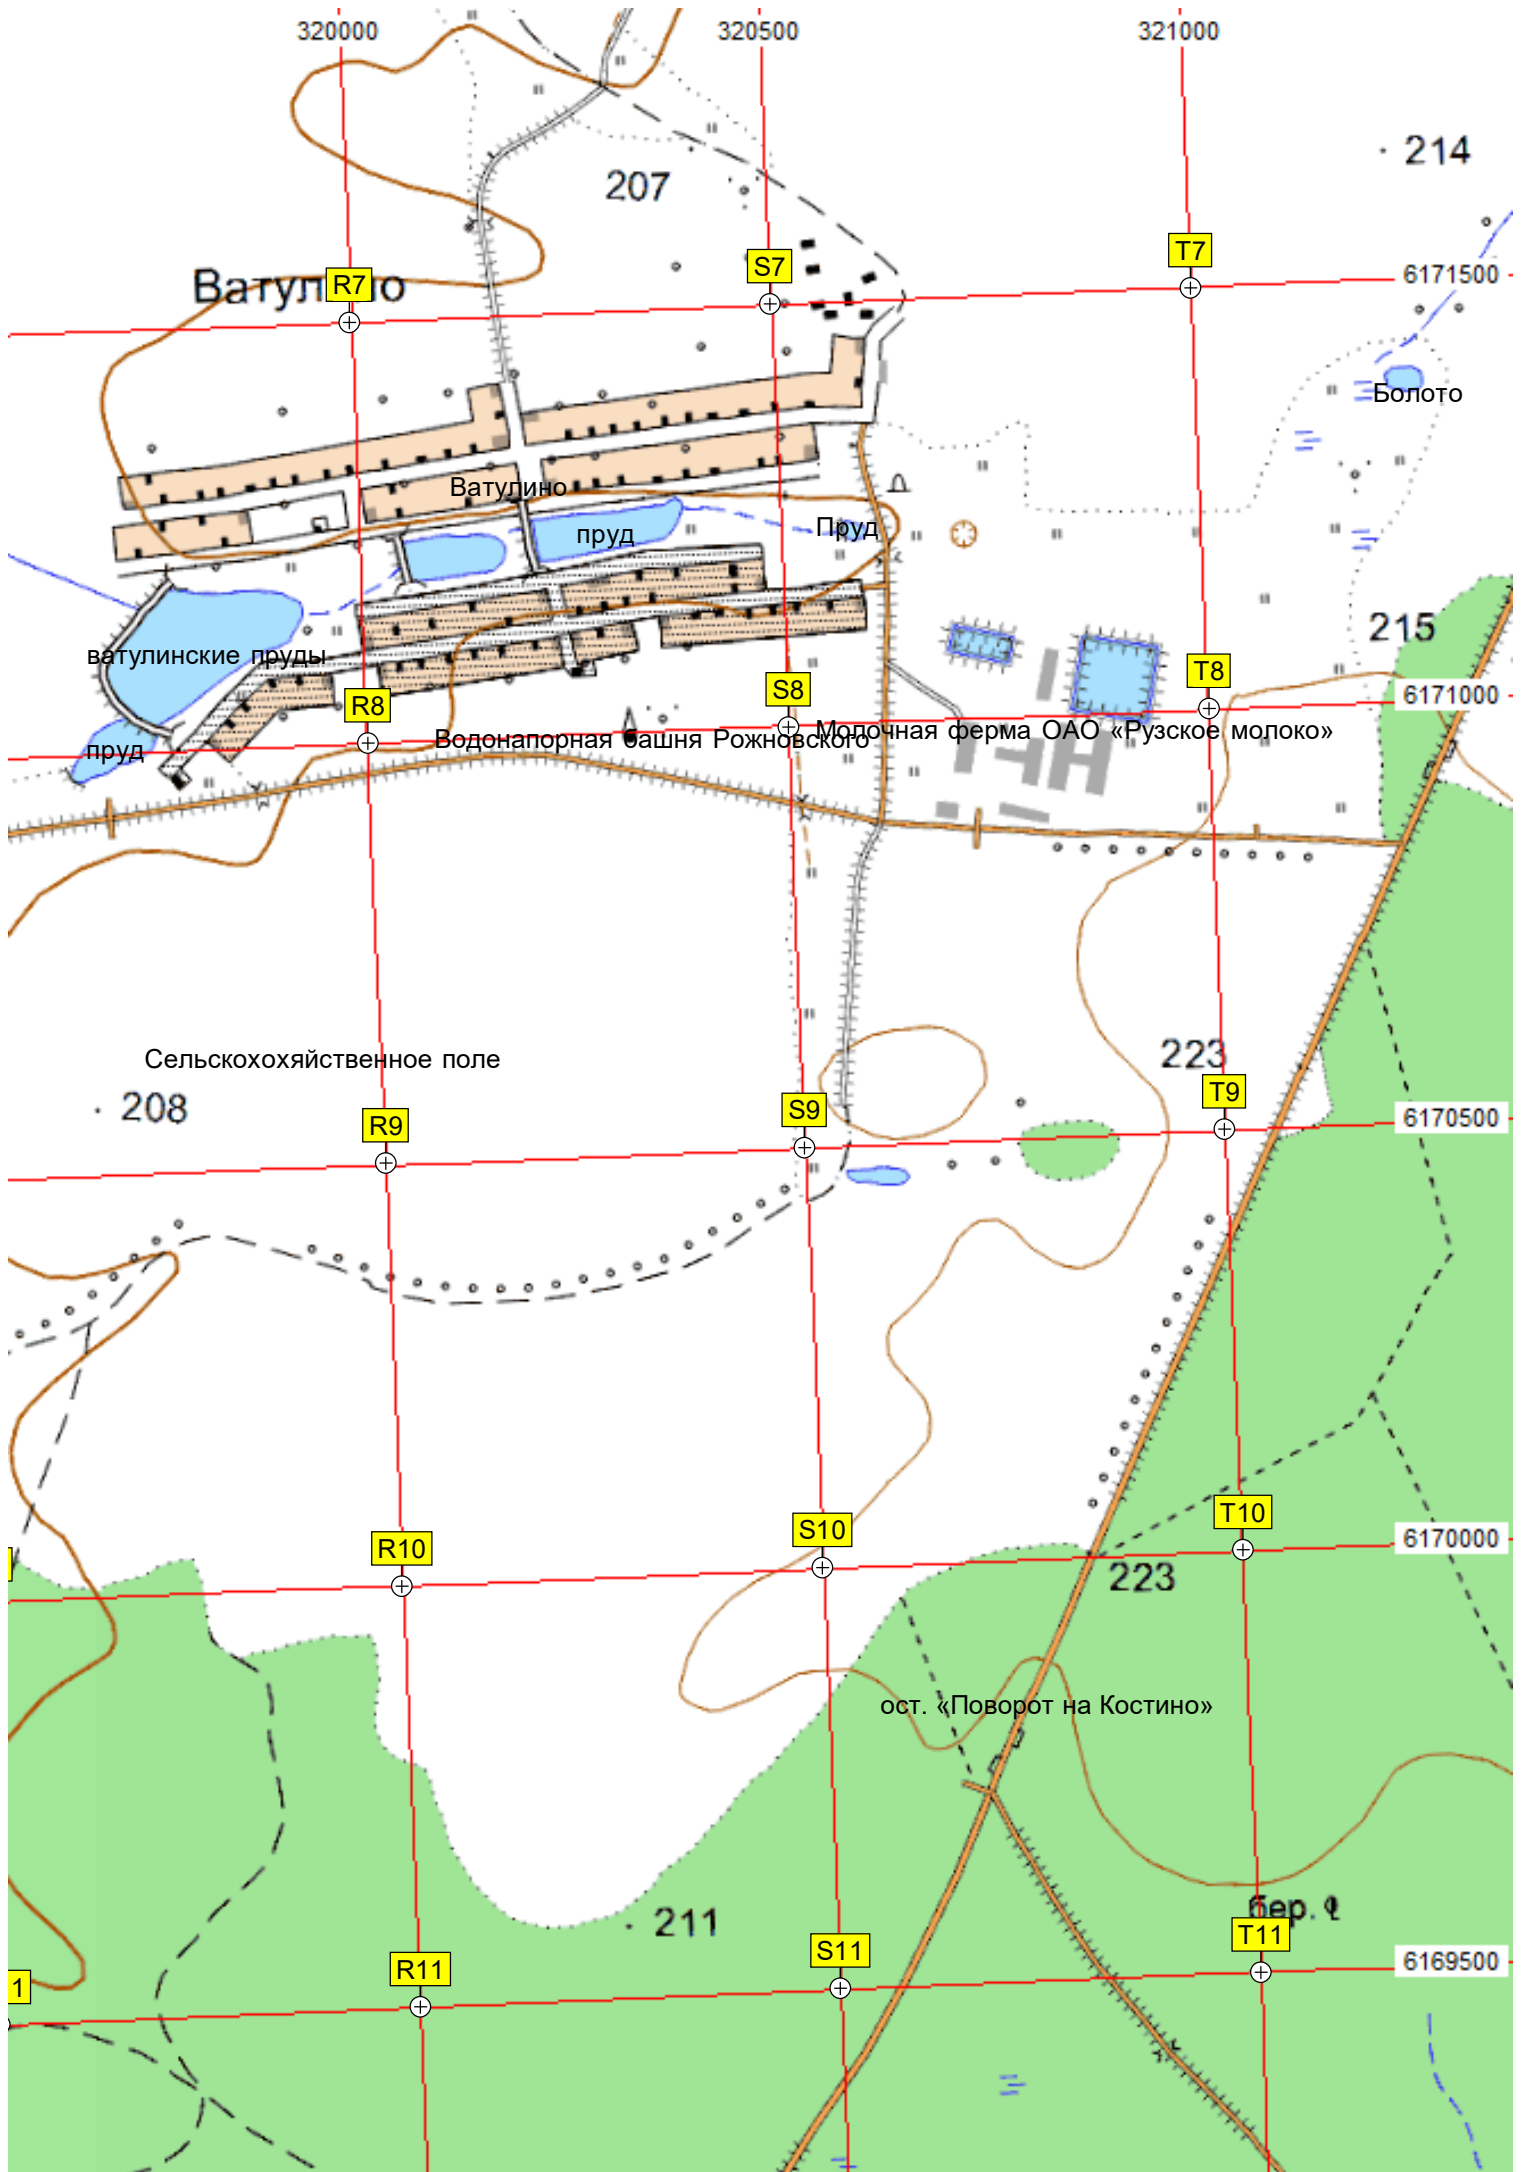 320000
320500
321000
214
207
S7
T7
6171500
Ватулино
R7
Болото
Ватулино
пруд
Пруд
215
ватулинские пруды
T8
S8
6171000
R8
пруд
Водонапорная башня Рожновского
Молочная ферма ОАО «Рузское молоко»
Сельскохохяйственное поле
223
208
T9
S9
6170500
R9
T10
S10
6170000
R10
223
ост. «Поворот на Костино»
бер.
211
T11
S11
6169500
R11
1